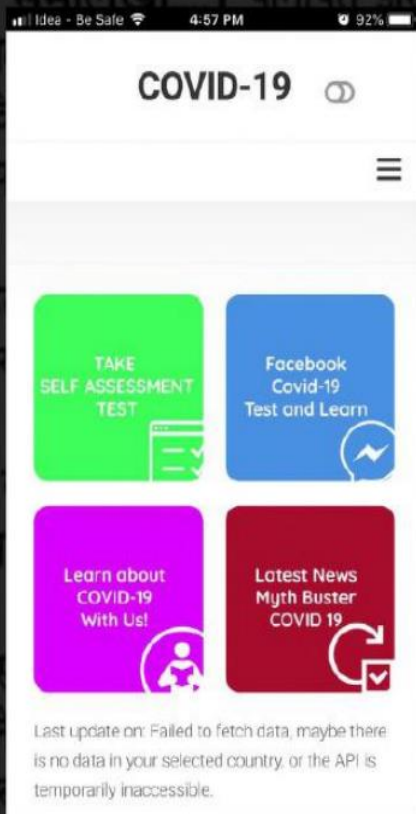 Idea - Be Safe 4:57 PM 92%
COVID-19
TAKE
SELF ASSESSMENT
TEST
Facebook
Covid-19
Test and Learn
Learn about
COVID-19
With Us!
Latest News
Myth Buster
COVID 19
Last update on: Failed to fetch data, maybe there
is no data in your selected country, or the API is
temporarily inaccessible.